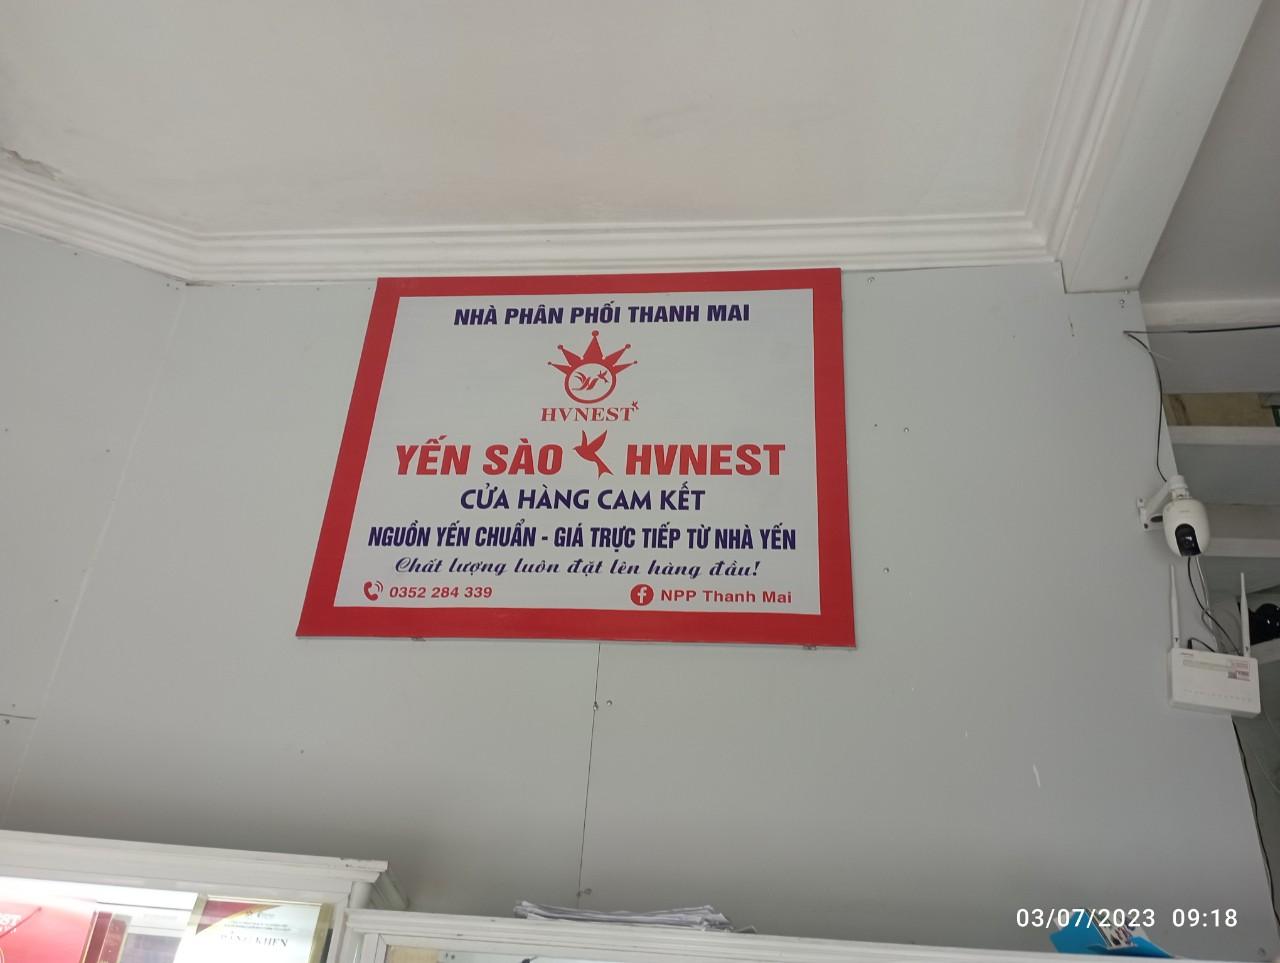 NHÀ PHÂN PHỐI THANH MAI
HVNEST
YẾN SÀO HVNEST
CỬA HÀNG CAM KẾT
NGUỒN YẾN CHUẨN - GIÁ TRỰC TIẾP TỪ NHÀ YẾN
Chất lượng luôn đặt lên hàng đầu!
0352 284 339 NPP Thanh Mai
BẰNG KHEN
03/07/2023 09:18